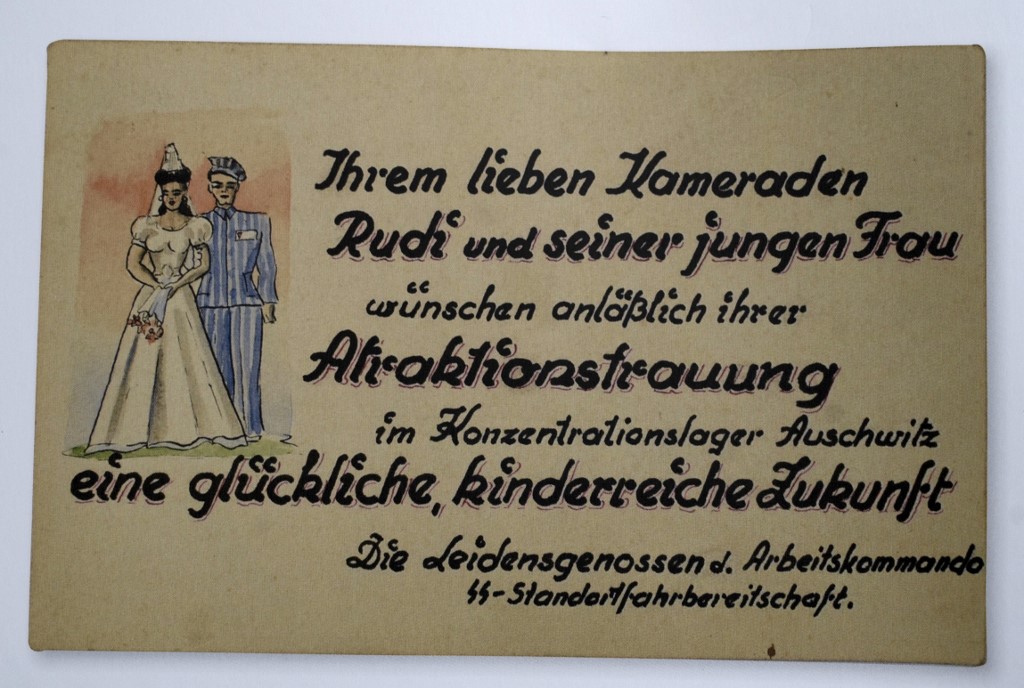 Ihrem lieben Kameraden
Rudi und seiner jungen Frau
wünschen anläßlich ihrer
Atraktionstrauung
im Konzentrationslager Auschwitz
eine glückliche, kinderreiche Zukunft
Die Leidensgenossen d. Arbeitskommando
SS-Standortfahrbereitschaft.